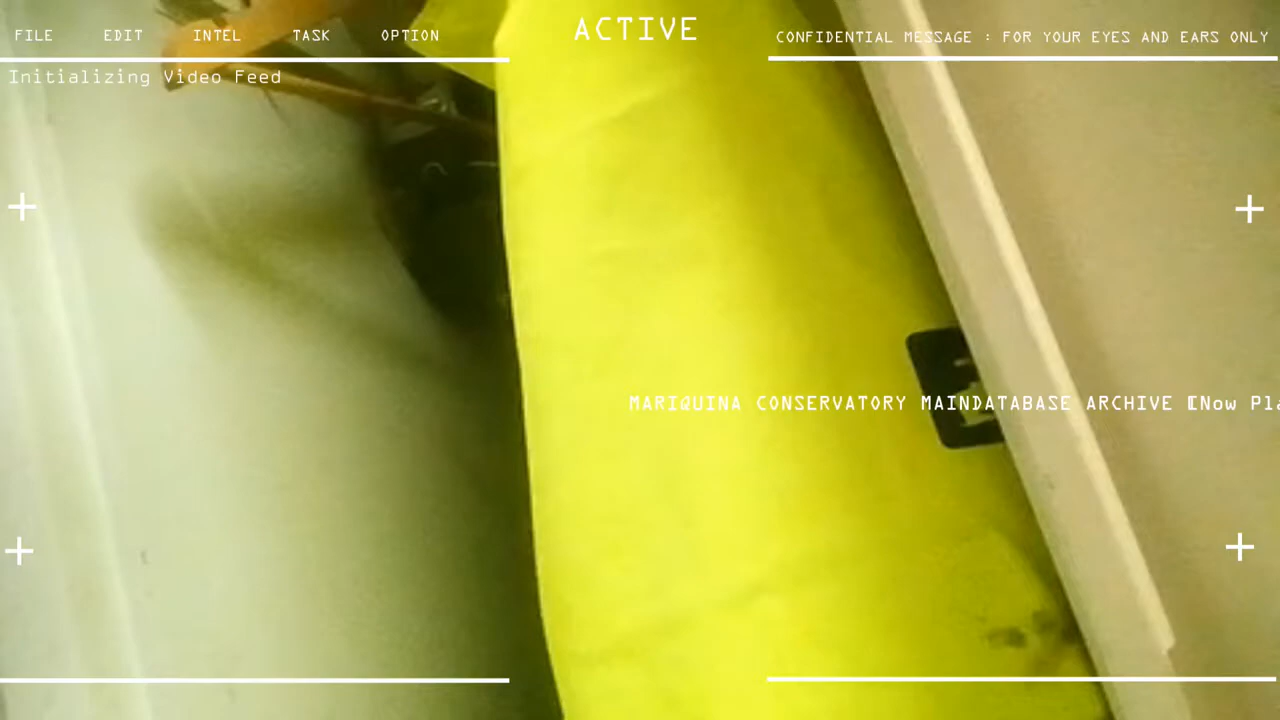 FILE EDIT INTEL TASK OPTION
ACTIVE
CONFIDENTIAL MESSAGE : FOR YOUR EYES AND EARS ONLY
Initializing Video Feed
MARIQUINA CONSERVATORY MAINDATABASE ARCHIVE [Now